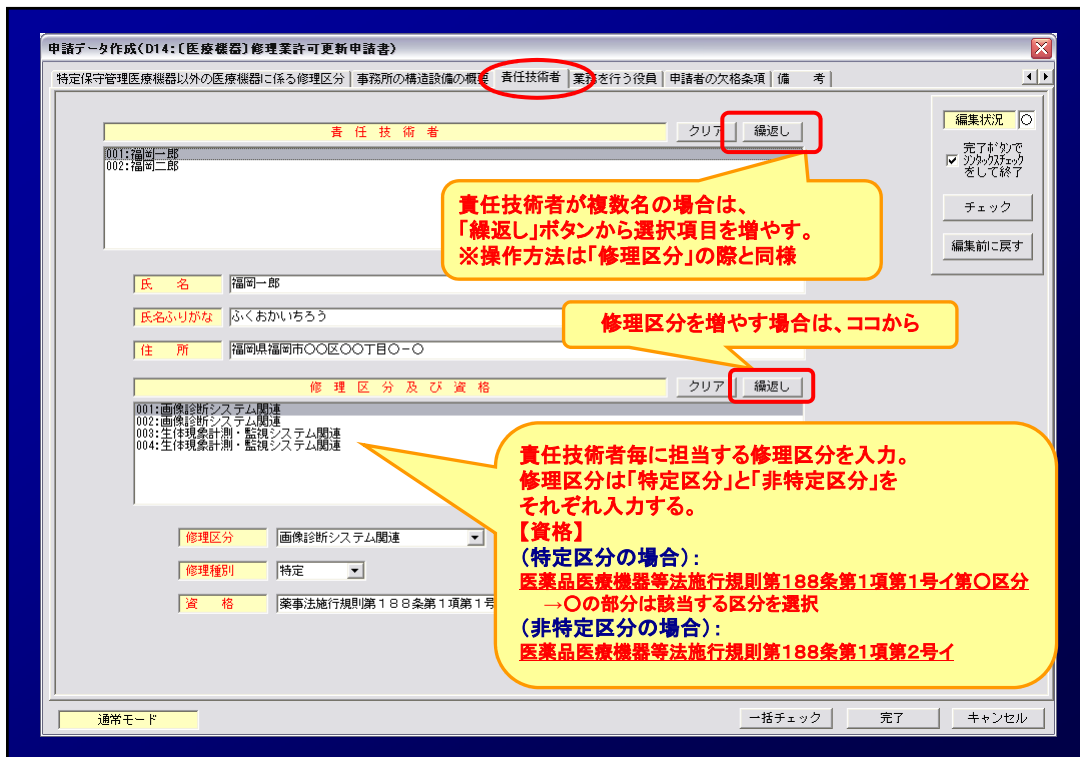 申請データ作成(D14:〔医療機器〕修理業許可更新申請書)
特定保守管理医療機器以外の医療機器に係る修理区分 事務所の構造設備の概要 責任技術者 業務を行う役員 申請者の欠格条項 備 考
編集状況 ○
完了ボタンで
シンタックスチェック
をして終了
チェック
編集前に戻す
責任技術者 クリア 繰返し
001:福岡一郎
002:福岡二郎
責任技術者が複数名の場合は、
「繰返し」ボタンから選択項目を増やす。
※操作方法は「修理区分」の際と同様
氏 名 福岡一郎
氏名ふりがな ふくおかいちろう
修理区分を増やす場合は、ココから
住 所 福岡県福岡市○○区○○丁目○-○
修理区分及び資格 クリア 繰返し
001:画像診断システム関連
002:画像診断システム関連
003:生体現象計測・監視システム関連
004:生体現象計測・監視システム関連
責任技術者毎に担当する修理区分を入力。
修理区分は「特定区分」と「非特定区分」を
それぞれ入力する。
【資格】
(特定区分の場合):
医薬品医療機器等法施行規則第188条第1項第1号イ第○区分
→○の部分は該当する区分を選択
(非特定区分の場合):
医薬品医療機器等法施行規則第188条第1項第2号イ
修理区分 画像診断システム関連
修理種別 特定
資 格 薬事法施行規則第188条第1項第1号
通常モード 一括チェック 完了 キャンセル